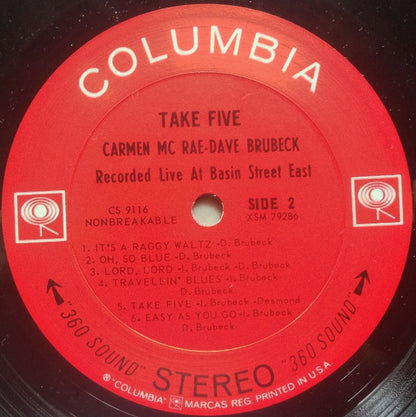 COLUMBIA
TAKE FIVE
CARMEN MC RAE-DAVE BRUBECK
Recorded Live At Basin Street East
CS 9116
NONBREAKABLE
SIDE 2
XSM 79286
1. IT'S A RAGGY WALTZ -D. Brubeck
2. OH, SO BLUE -D. Brubeck
3. LORD, LORD -I. Brubeck -D. Brubeck
4. TRAVELLIN' BLUES -I. Brubeck
D. Brubeck
5. TAKE FIVE -I. Brubeck -Desmond
6. EASY AS YOU GO -I. Brubeck
D. Brubeck
"360 SOUND" STEREO "360 SOUND"
® "COLUMBIA" MARCAS REG. PRINTED IN U.S.A.